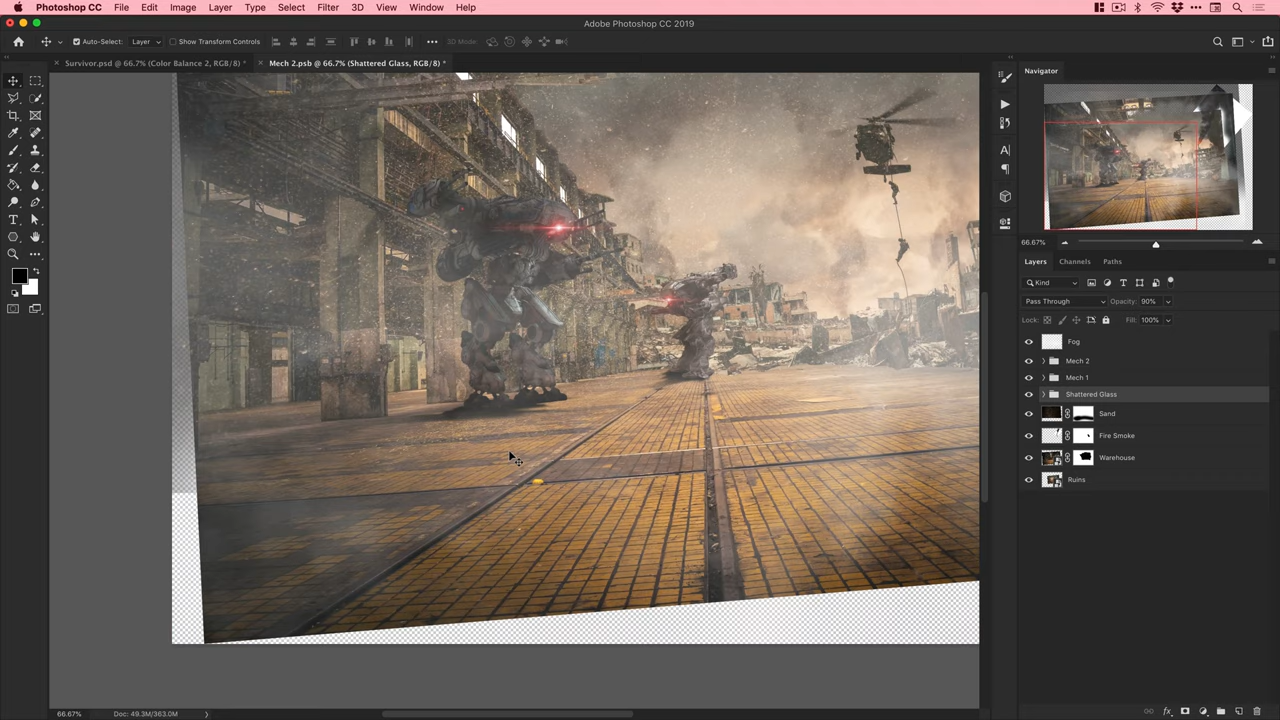 Photoshop CC File Edit Image Layer Type Select Filter 3D View Window Help
Adobe Photoshop CC 2019
Auto-Select: Layer Show Transform Controls 3D Mode:
Survivor.psd @ 66.7% (Color Balance 2, RGB/8) * Mech 2.psb @ 66.7% (Shattered Glass, RGB/8) *
Navigator
66.67%
Layers Channels Paths
Kind
Pass Through Opacity: 90%
Lock: Fill: 100%
Fog
Mech 2
Mech 1
Shattered Glass
Sand
Fire Smoke
Warehouse
Ruins
66.67% Doc: 49.3M/363.0M